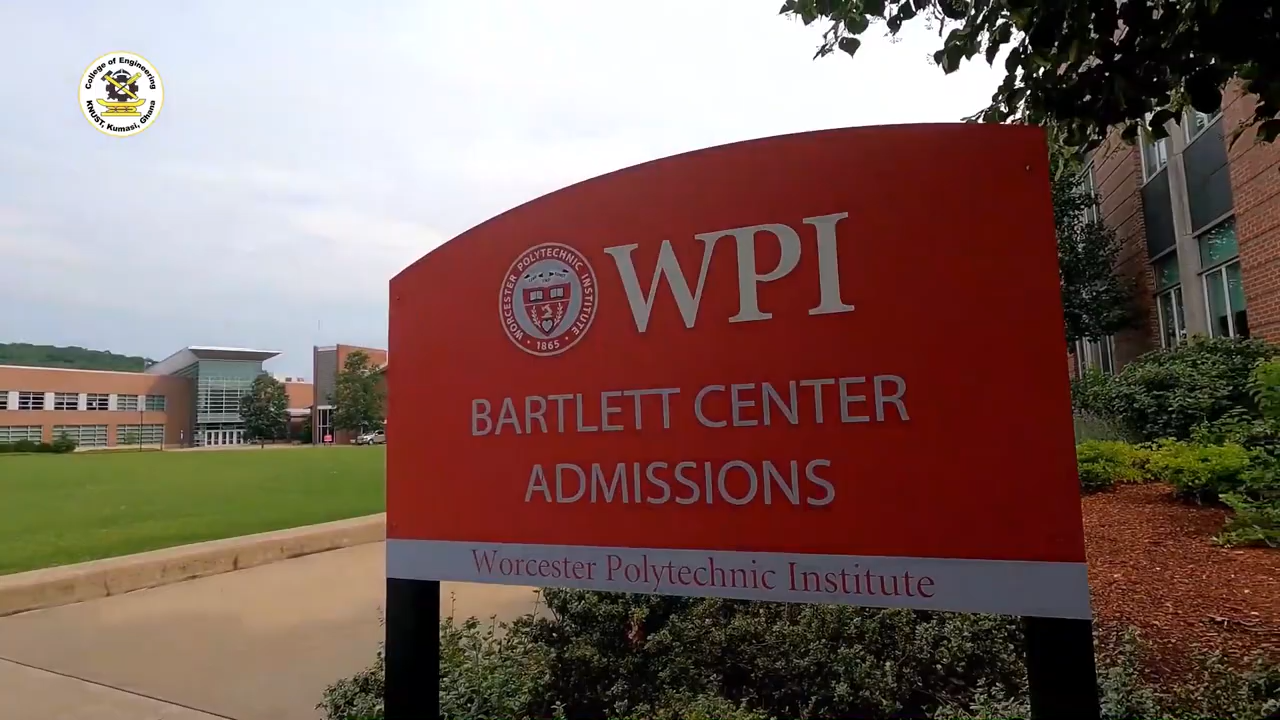 College of Engineering
KNUST, Kumasi, Ghana
WORCESTER POLYTECHNIC INSTITUTE
1865
WPI
BARTLETT CENTER
ADMISSIONS
Worcester Polytechnic Institute